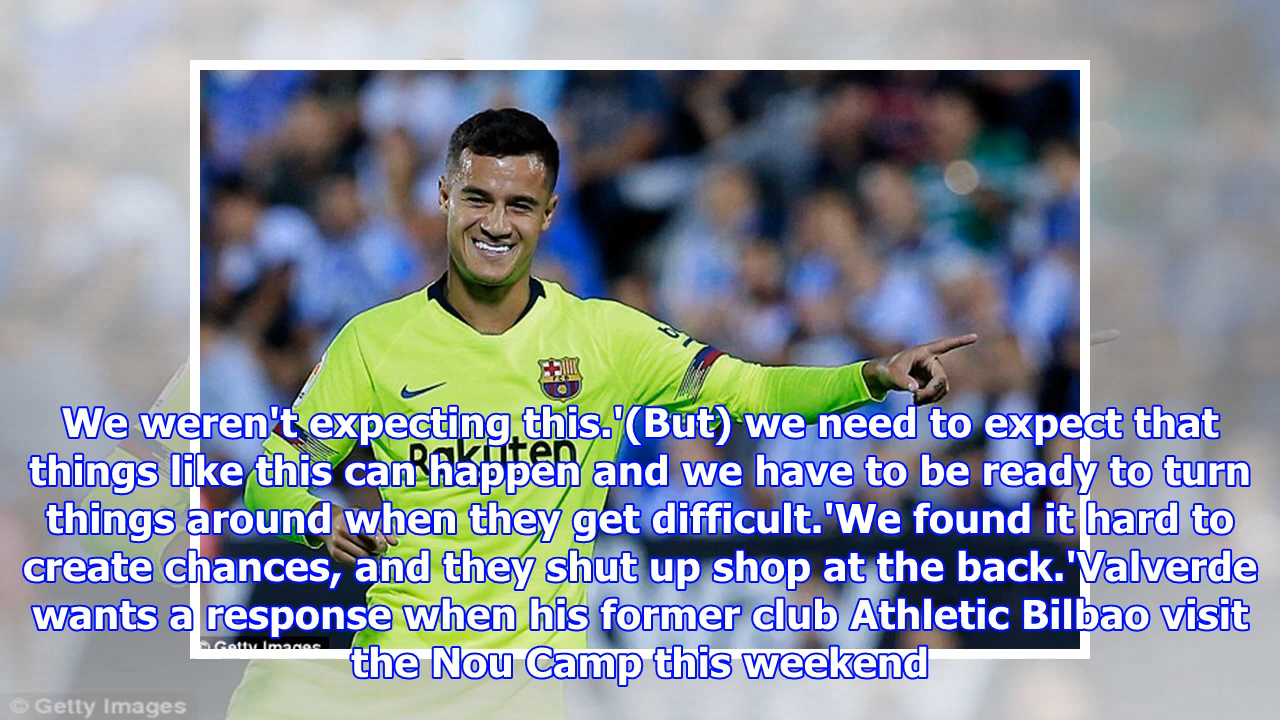 We weren't expecting this.'(But) we need to expect that
things like this can happen and we have to be ready to turn
things around when they get difficult.'We found it hard to
create chances, and they shut up shop at the back.'Valverde
wants a response when his former club Athletic Bilbao visit
the Nou Camp this weekend
Rakuten
© Getty Images
© Getty Images